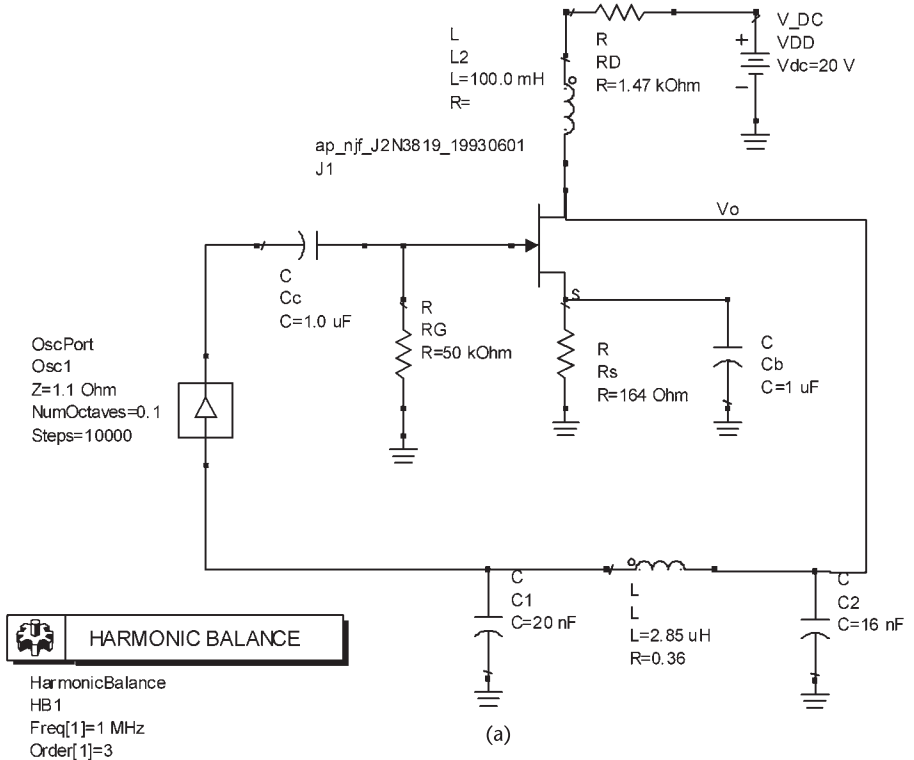 L
L2
L=100.0 mH
R=
R
RD
R=1.47 kOhm
V_DC
VDD
Vdc=20 V
+
−
ap_njf_J2N3819_19930601
J1
Vo
C
Cc
C=1.0 uF
R
RG
R=50 kOhm
S
R
Rs
R=164 Ohm
C
Cb
C=1 uF
OscPort
Osc1
Z=1.1 Ohm
NumOctaves=0.1
Steps=10000
C
C1
C=20 nF
L
L
L=2.85 uH
R=0.36
C
C2
C=16 nF
HARMONIC BALANCE
HarmonicBalance
HB1
Freq[1]=1 MHz
Order[1]=3
(a)